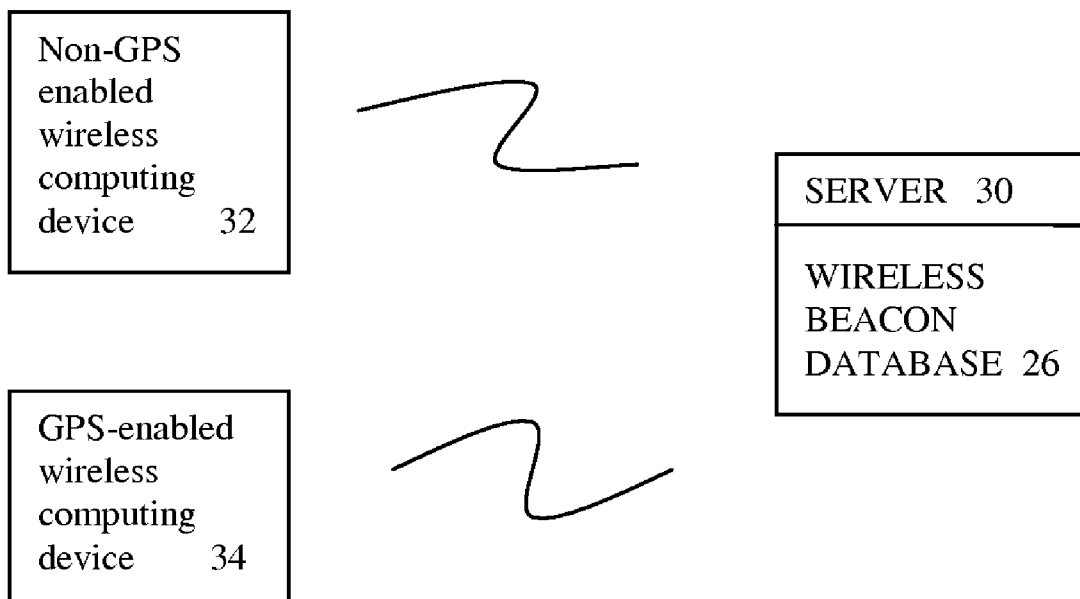 Non-GPS
enabled
wireless
computing
device 32
SERVER 30
WIRELESS
BEACON
DATABASE 26
GPS-enabled
wireless
computing
device 34